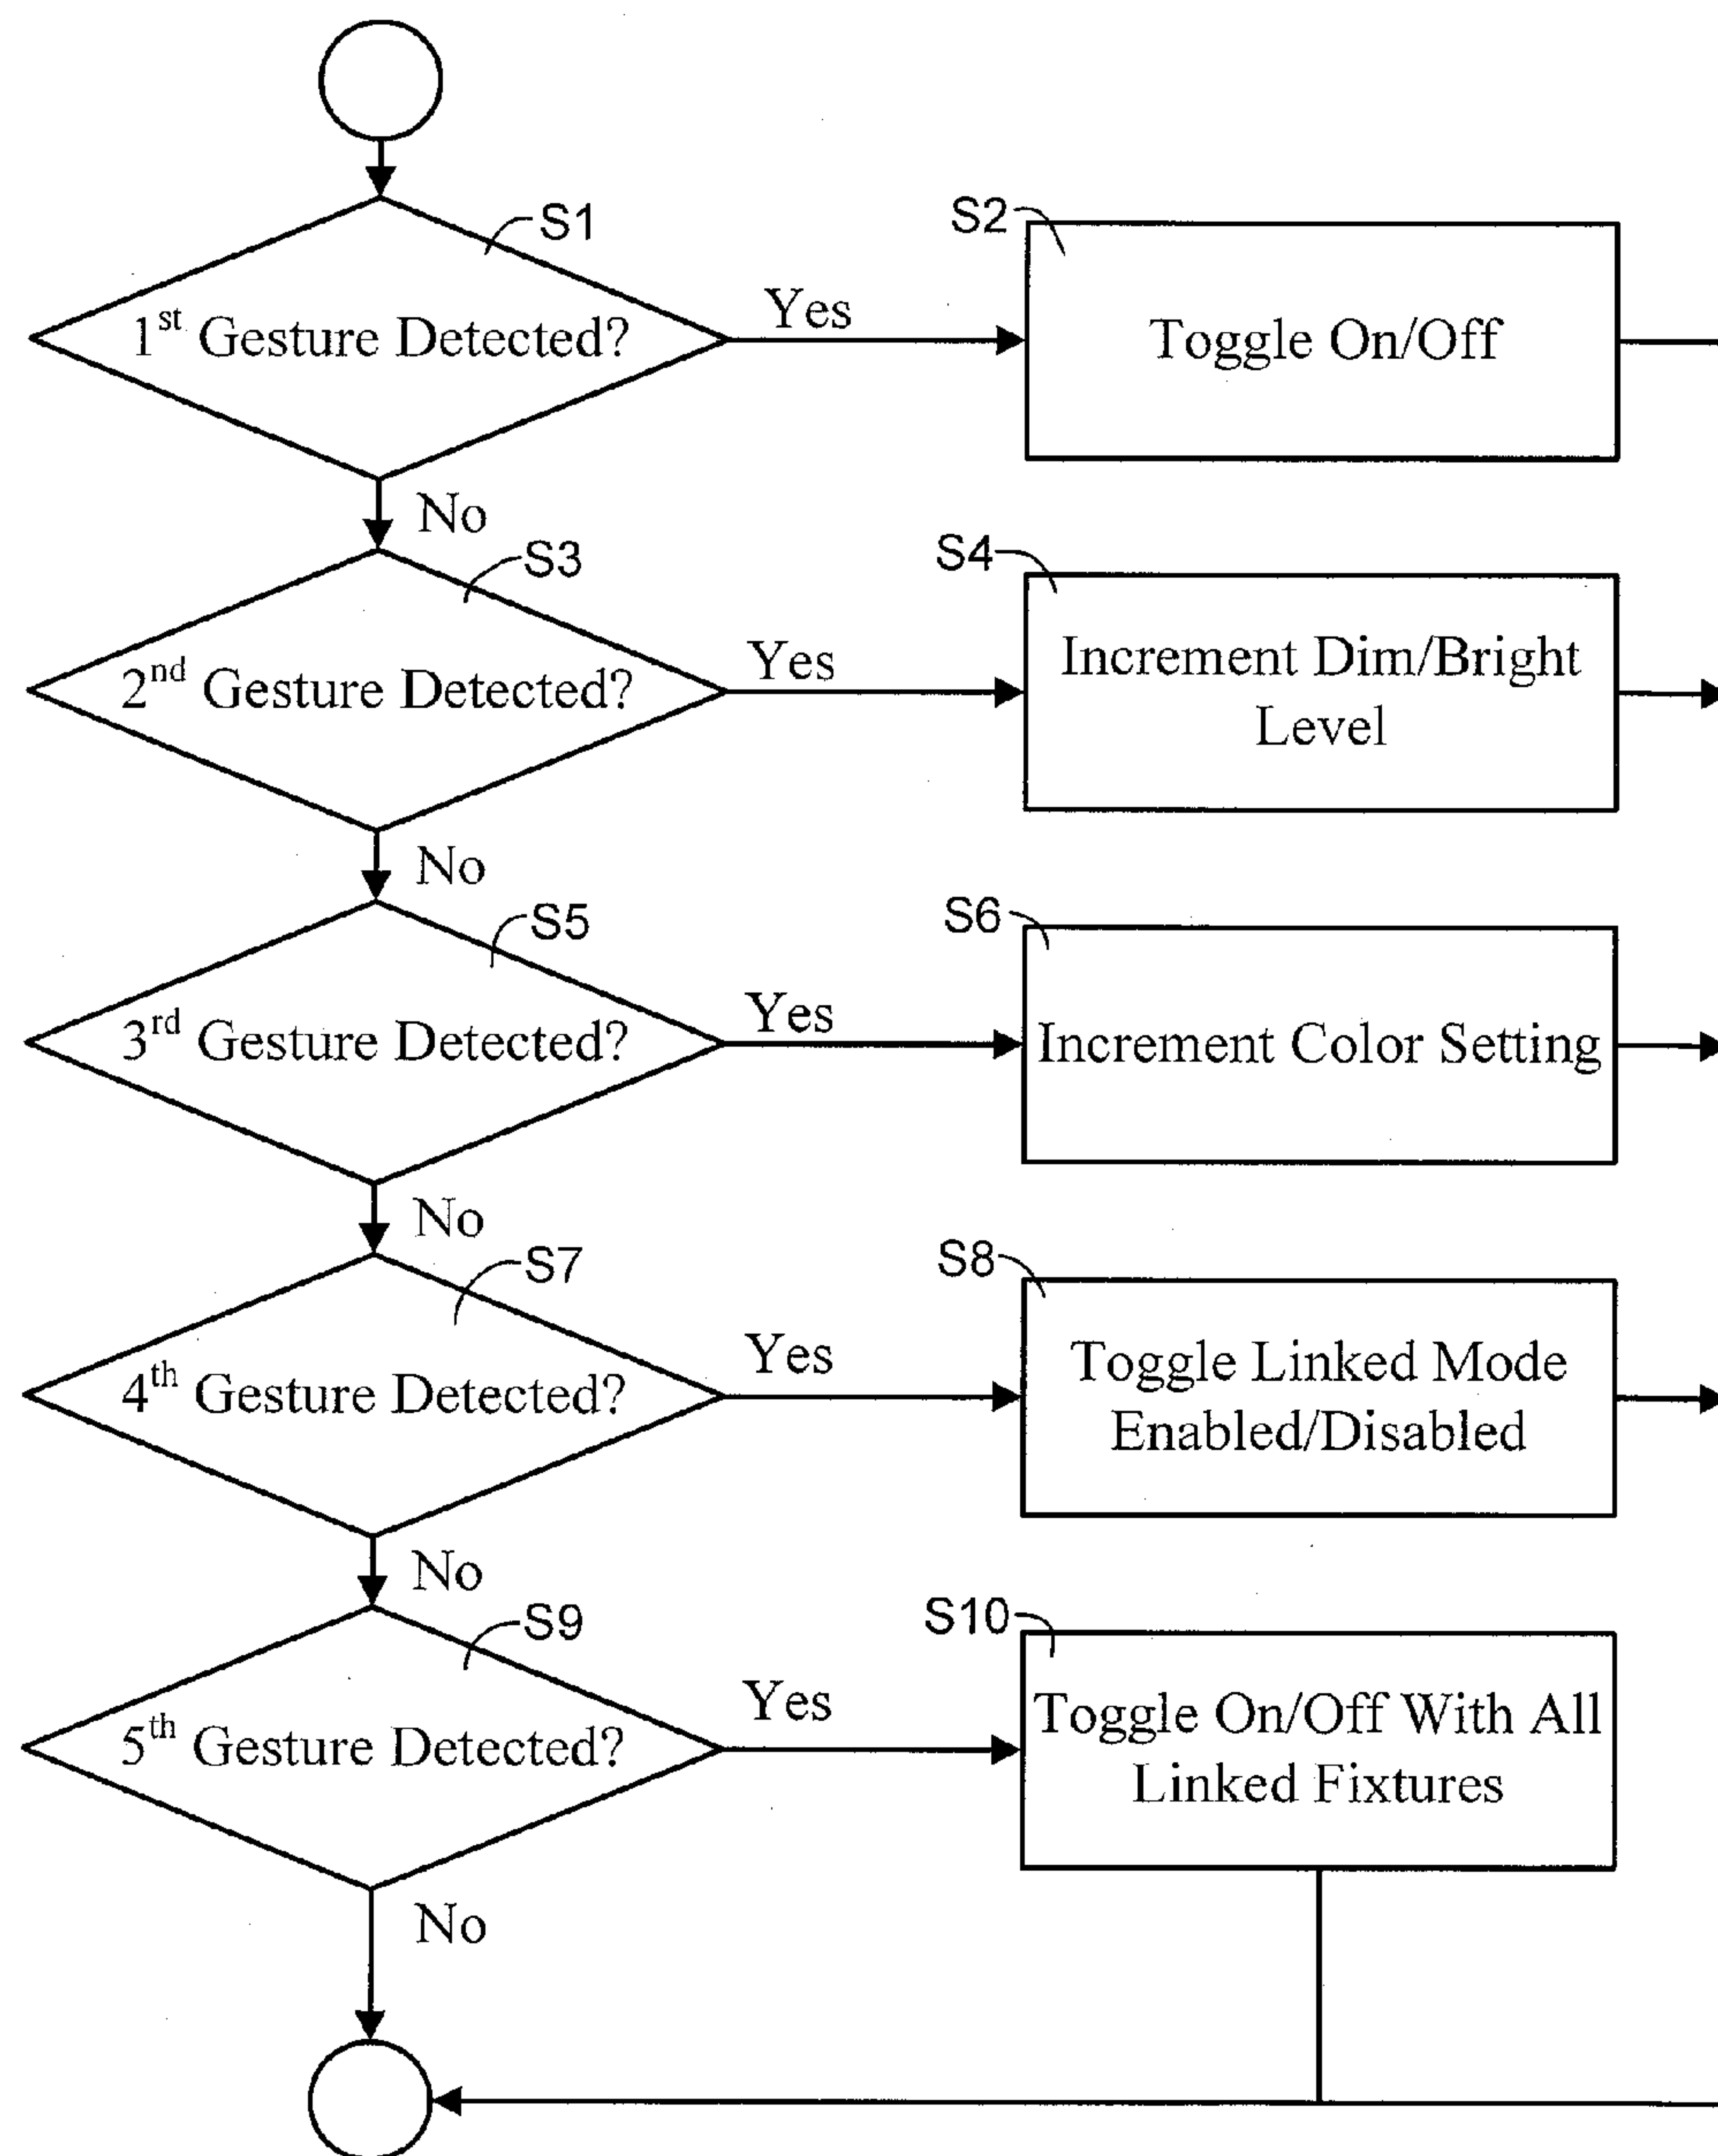 S1
1st Gesture Detected?
Yes
S2
Toggle On/Off
No
S3
2nd Gesture Detected?
Yes
S4
Increment Dim/Bright
Level
No
S5
3rd Gesture Detected?
Yes
S6
Increment Color Setting
No
S7
4th Gesture Detected?
Yes
S8
Toggle Linked Mode
Enabled/Disabled
No
S9
5th Gesture Detected?
Yes
S10
Toggle On/Off With All
Linked Fixtures
No